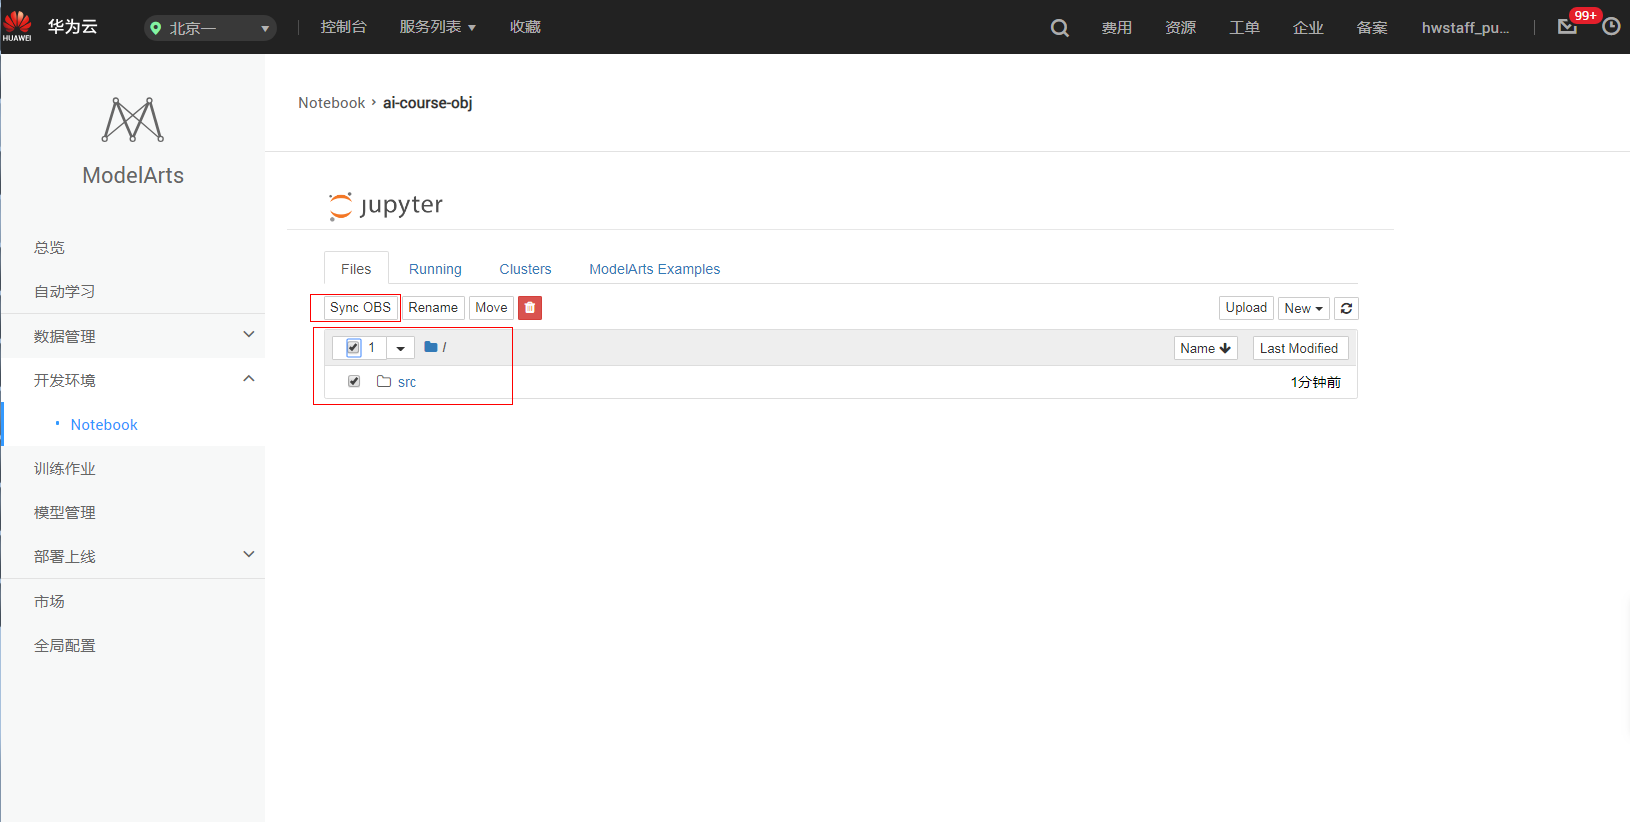 HUAWEI 华为云 北京一 控制台 服务列表 收藏 费用 资源 工单 企业 备案 hwstaff_pu... 99+
Notebook › ai-course-obj
ModelArts
jupyter
总览
自动学习
数据管理
开发环境
Notebook
训练作业
模型管理
部署上线
市场
全局配置
Files Running Clusters ModelArts Examples
Sync OBS Rename Move Upload New
1 / Name Last Modified
src 1分钟前